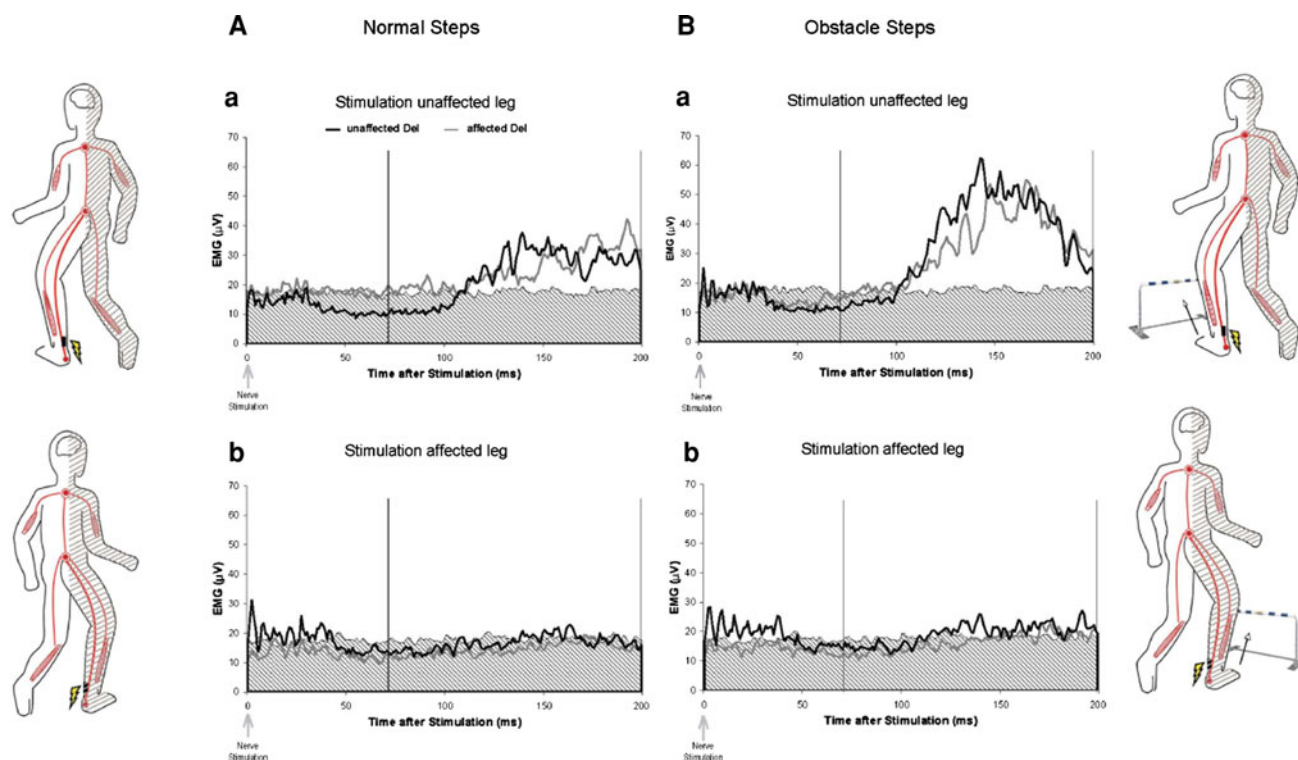 A Normal Steps
B Obstacle Steps
a
Stimulation unaffected leg
unaffected Del affected Del
70
60
50
40
30
20
10
0
EMG (µV)
0 50 100 150 200
Time after Stimulation (ms)
Nerve
Stimulation
a
Stimulation unaffected leg
70
60
50
40
30
20
10
0
EMG (µV)
0 50 100 150 200
Time after Stimulation (ms)
Nerve
Stimulation
b
Stimulation affected leg
70
60
50
40
30
20
10
0
EMG (µV)
0 50 100 150 200
Time after Stimulation (ms)
Nerve
Stimulation
b
Stimulation affected leg
70
60
50
40
30
20
10
0
EMG (µV)
0 50 100 150 200
Time after Stimulation (ms)
Nerve
Stimulation